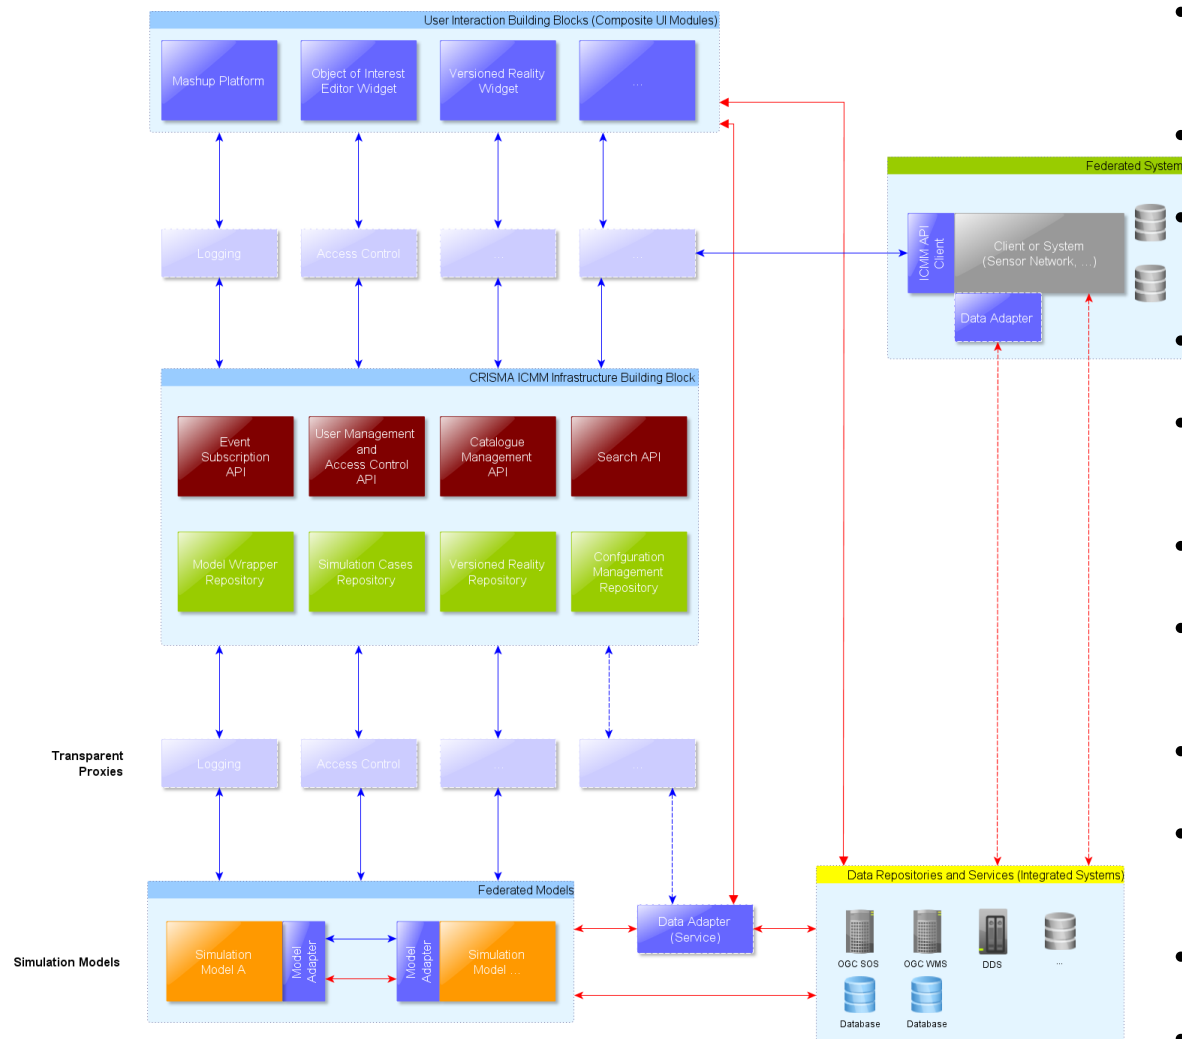 User Interaction Building Blocks (Composite UI Modules)
Mashup Platform
Object of Interest
Editor Widget
Versioned Reality
Widget
...
Federated System
Logging
Access Control
...
...
ICMM API
Client
Client or System
(Sensor Network, ...)
Data Adapter
CRISMA ICMM Infrastructure Building Block
Event
Subscription
API
User Management
and
Access Control
API
Catalogue
Management
API
Search API
Model Wrapper
Repository
Simulation Cases
Repository
Versioned Reality
Repository
Confguration
Management
Repository
Transparent
Proxies
Logging
Access Control
...
...
Federated Models
Data Repositories and Services (Integrated Systems)
Simulation Models
Simulation
Model A
Model
Adapter
Model
Adapter
Simulation
Model ...
Data Adapter
(Service)
OGC SOS
OGC WMS
DDS
...
Database
Database